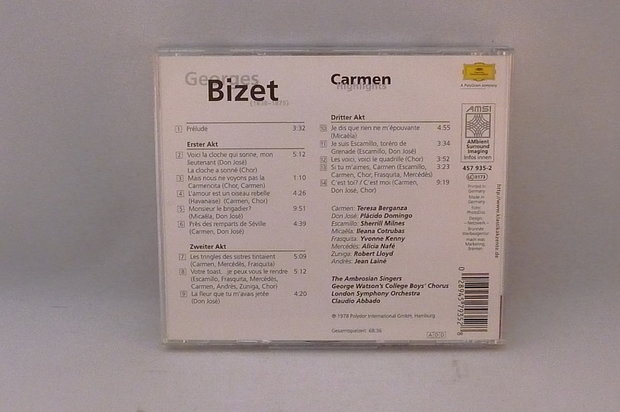 Georges
Bizet
(1838-1875)
Carmen
Highlights
1 Prélude 3:32
Erster Akt
2 Voici la cloche qui sonne, mon 5:12
lieutenant (Don José)
La cloche a sonné (Chor)
3 Mais nous ne voyons pas la 1:10
Carmencita (Chor, Carmen)
4 L'amour est un oiseau rebelle 4:26
(Havanaise) (Carmen, Chor)
5 Monsieur le brigadier? 9:51
(Micaëla, Don José)
6 Près des remparts de Séville 4:39
(Carmen, Don José)
Zweiter Akt
7 Les tringles des sistres tintaient 5:09
(Carmen, Mercédès, Frasquita)
8 Votre toast... je peux vous le rendre 5:12
(Escamillo, Frasquita, Mercédès,
Carmen, Andrès, Zuniga, Chor)
9 La fleur que tu m'avais jetée 4:20
(Don José)
Dritter Akt
10 Je dis que rien ne m'épouvante 4:55
(Micaëla)
11 Je suis Escamillo, toréro de 3:34
Grenade (Escamillo, Don José)
12 Les voici, voici le quadrille (Chor) 3:52
13 Si tu m'aimes, Carmen (Escamillo, 3:23
Carmen, Chor, Frasquita, Mercédès)
14 C'est toi? / C'est moi (Carmen, 9:19
Don José, Chor)
Carmen: Teresa Berganza
Don José: Plácido Domingo
Escamillo: Sherrill Milnes
Micaëla: Ileana Cotrubas
Frasquita: Yvonne Kenny
Mercédès: Alicia Nafé
Zuniga: Robert Lloyd
Andrès: Jean Lainé
The Ambrosian Singers
George Watson's College Boys' Chorus
London Symphony Orchestra
Claudio Abbado
℗ 1978 Polydor International GmbH, Hamburg
Gesamtspielzeit: 68:36
ADD
A PolyGram Company
AMSI
AMbient
Surround
Imaging
Infos innen
457 935-2
Printed in
Germany
Made in
Germany
http://www.klassikakzente.de
0 28945 79352 8